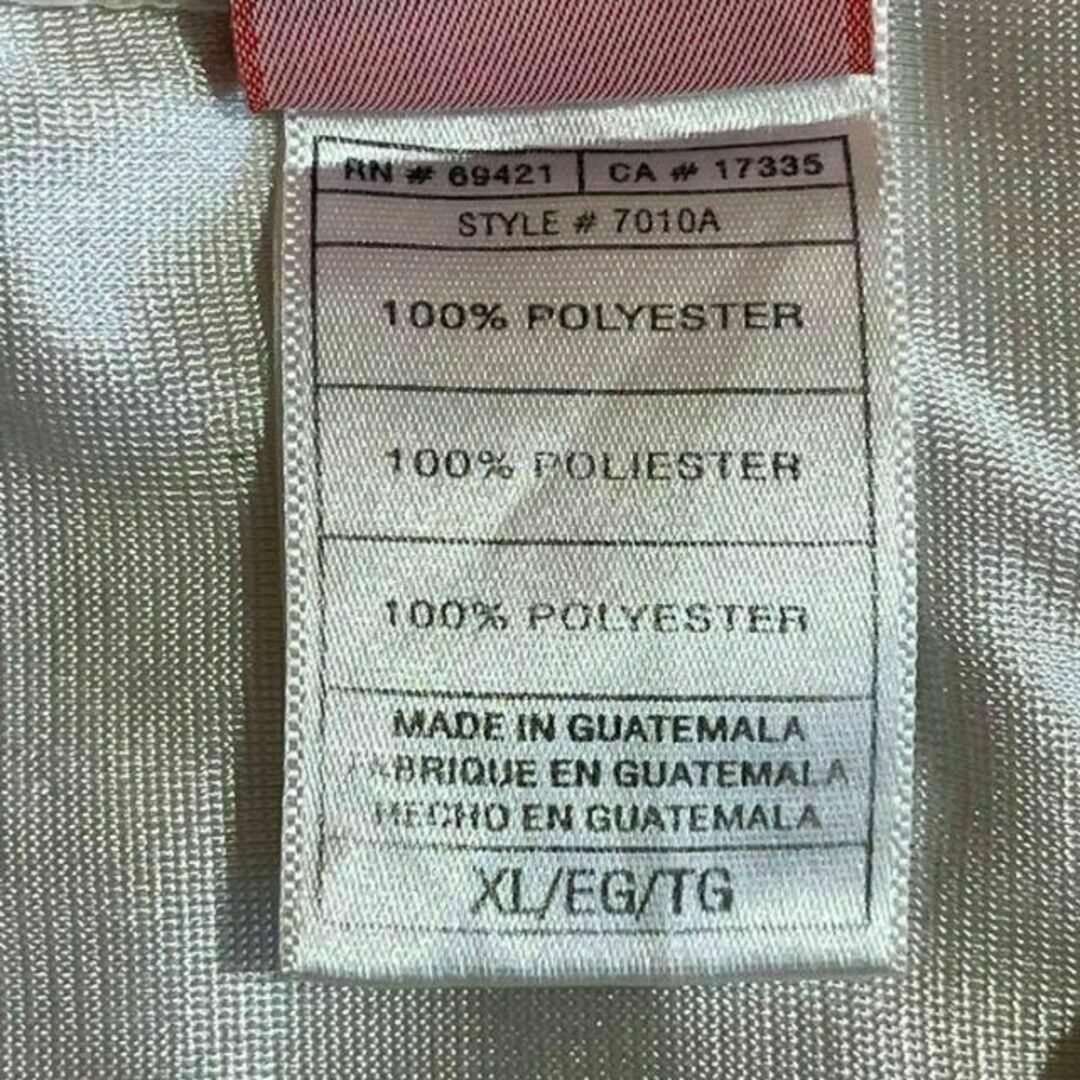 RN # 69421 | CA # 17335
STYLE # 7010A
100% POLYESTER
100% POLIESTER
100% POLYESTER
MADE IN GUATEMALA
FABRIQUE EN GUATEMALA
HECHO EN GUATEMALA
XL/EG/TG